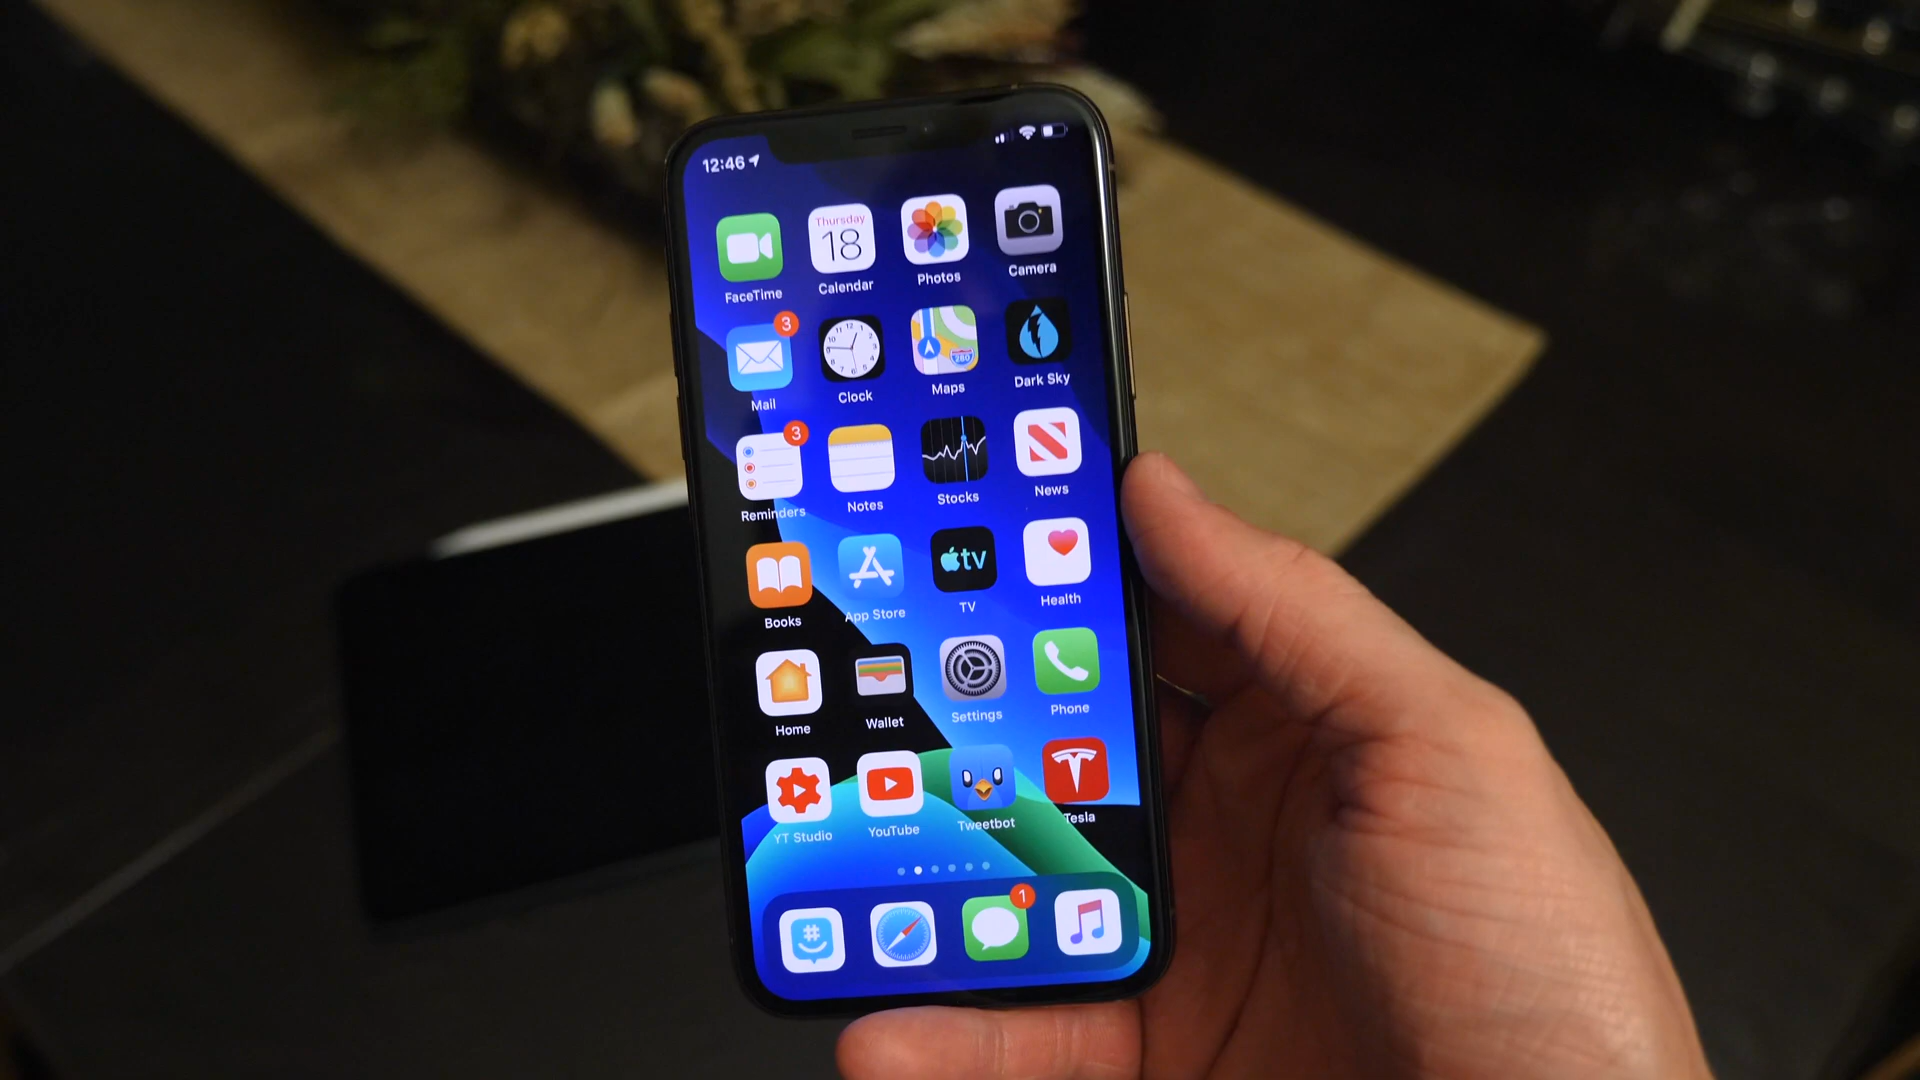 12:46
Thursday
18
FaceTime
Calendar
Photos
Camera
3
280
Mail
Clock
Maps
Dark Sky
3
Reminders
Notes
Stocks
News
tv
Books
App Store
TV
Health
Home
Wallet
Settings
Phone
YT Studio
YouTube
Tweetbot
Tesla
1
#